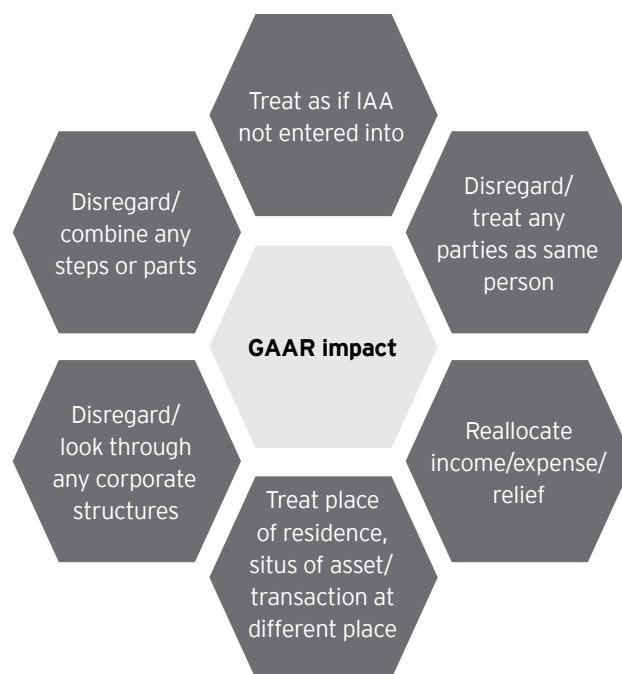 Treat as if IAA
not entered into
Disregard/
treat any
parties as same
person
Reallocate
income/expense/
relief
Treat place
of residence,
situs of asset/
transaction at
different place
Disregard/
look through
any corporate
structures
Disregard/
combine any
steps or parts
GAAR impact